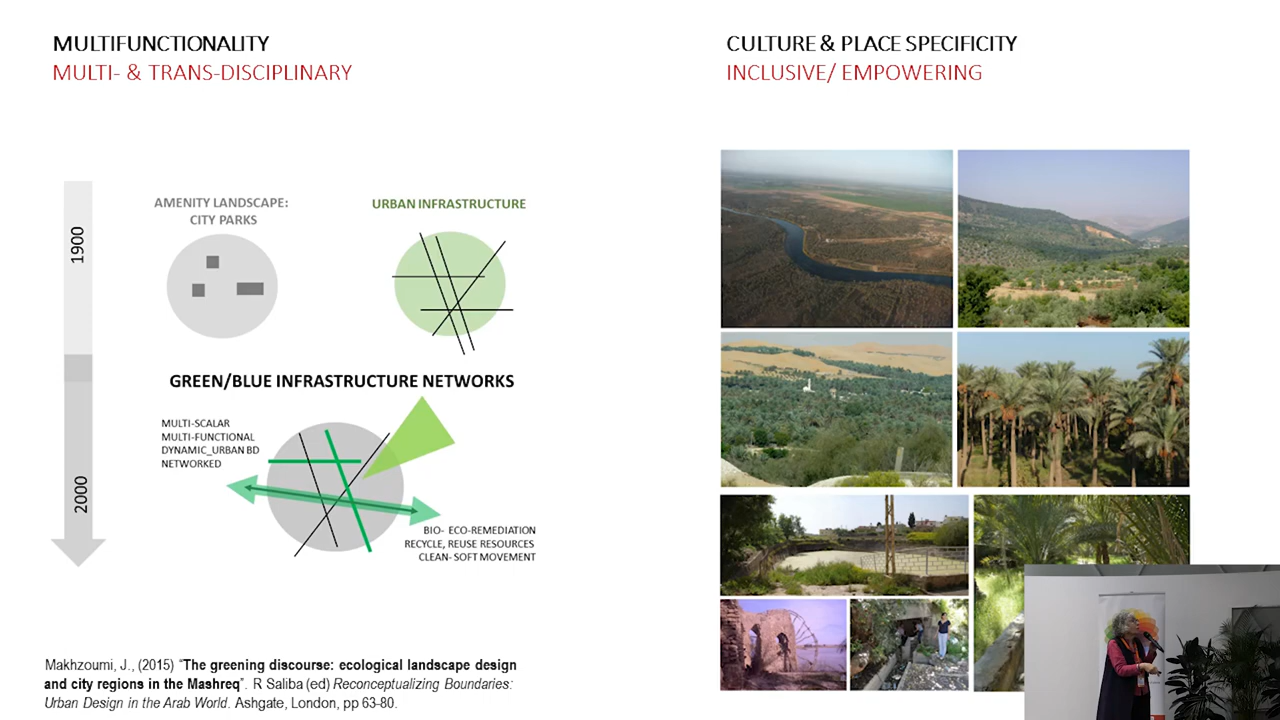 MULTIFUNCTIONALITY
MULTI- & TRANS-DISCIPLINARY
CULTURE & PLACE SPECIFICITY
INCLUSIVE/ EMPOWERING
1900
AMENITY LANDSCAPE:
CITY PARKS
URBAN INFRASTRUCTURE
GREEN/BLUE INFRASTRUCTURE NETWORKS
MULTI-SCALAR
MULTI-FUNCTIONAL
DYNAMIC_URBAN BD
NETWORKED
2000
BIO- ECO-REMEDIATION
RECYCLE, REUSE RESOURCES
CLEAN- SOFT MOVEMENT
Makhzoumi, J., (2015) “The greening discourse: ecological landscape design
and city regions in the Mashreq”. R Saliba (ed) Reconceptualizing Boundaries:
Urban Design in the Arab World. Ashgate, London, pp 63-80.